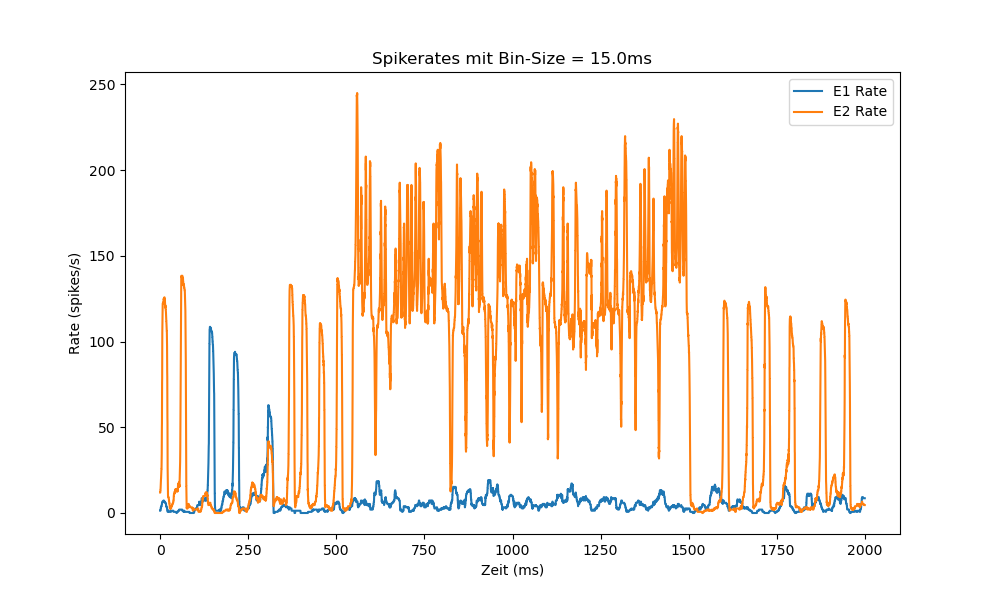 Spikerates mit Bin-Size = 15.0ms
E1 Rate
E2 Rate
Rate (spikes/s)
250
200
150
100
50
0
0 250 500 750 1000 1250 1500 1750 2000
Zeit (ms)